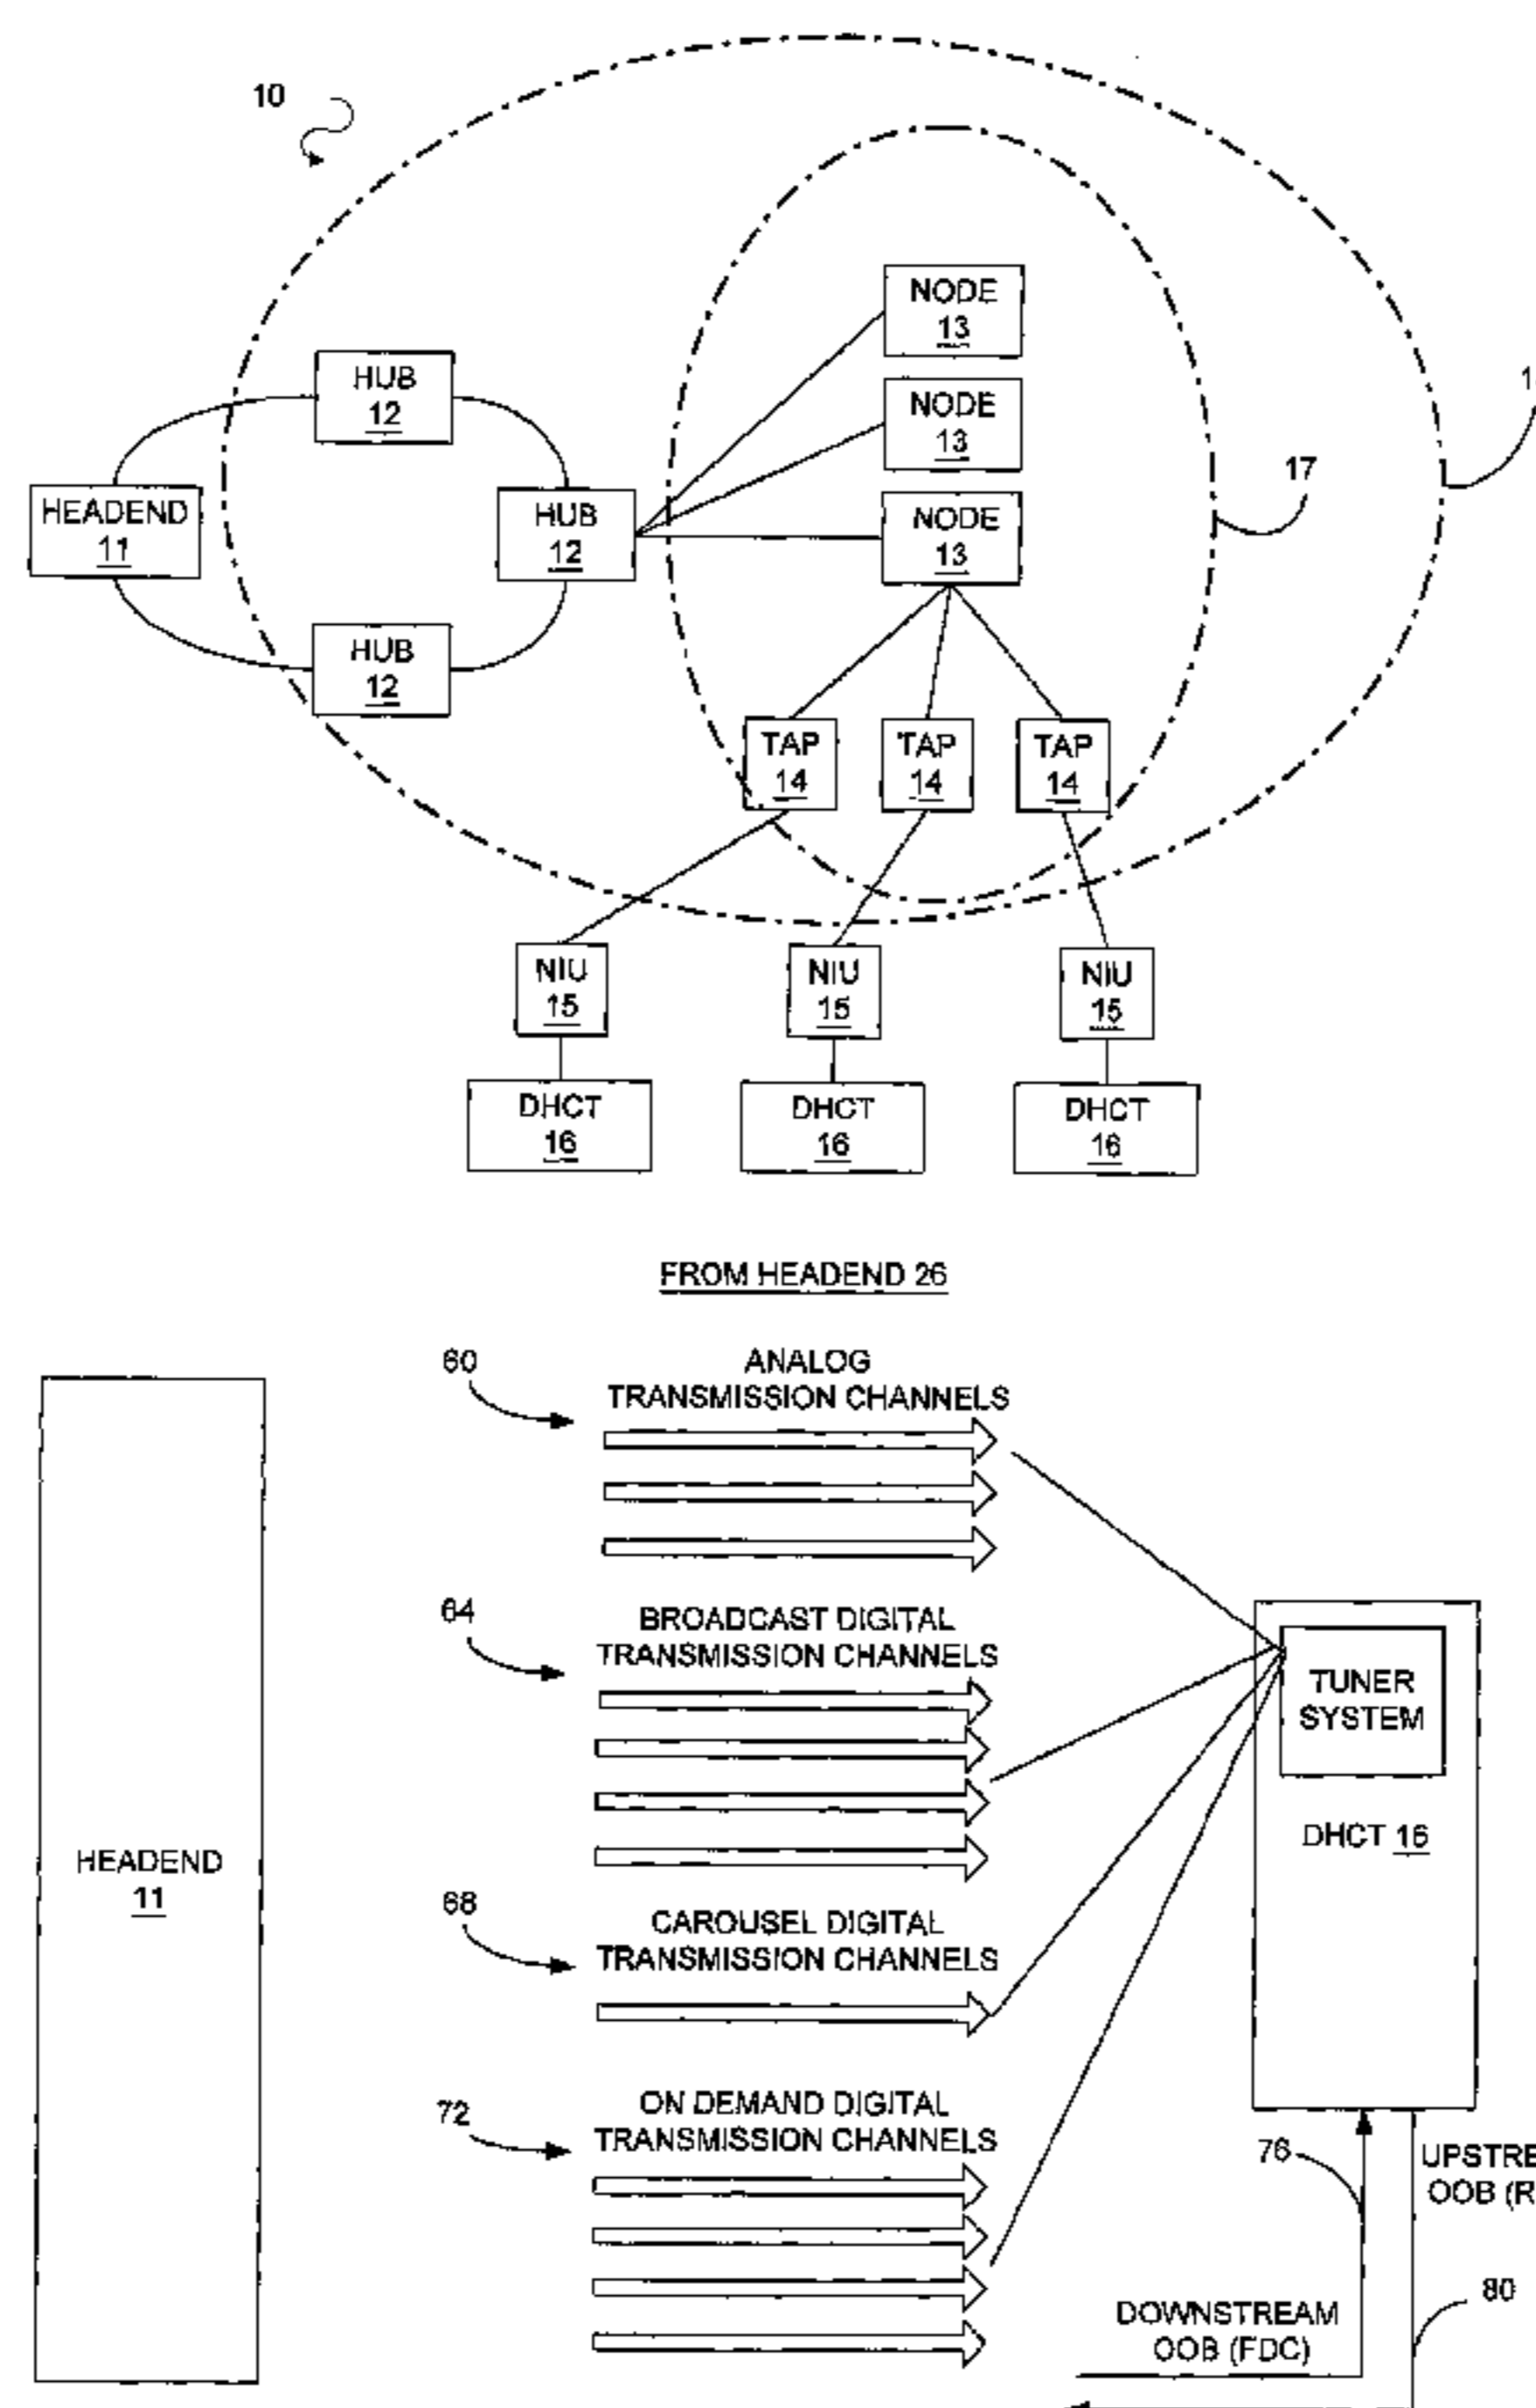 10
NODE
13
HUB
12
NODE
13
17
HEADEND
11
HUB
12
NODE
13
HUB
12
TAP
14
TAP
14
TAP
14
NIU
15
NIU
15
NIU
15
DHCT
16
DHCT
16
DHCT
16
FROM HEADEND 26
60
ANALOG
TRANSMISSION CHANNELS
64
BROADCAST DIGITAL
TRANSMISSION CHANNELS
TUNER
SYSTEM
DHCT 16
HEADEND
11
68
CAROUSEL DIGITAL
TRANSMISSION CHANNELS
72
ON DEMAND DIGITAL
TRANSMISSION CHANNELS
76
OOB
80
DOWNSTREAM
OOB (FDC)